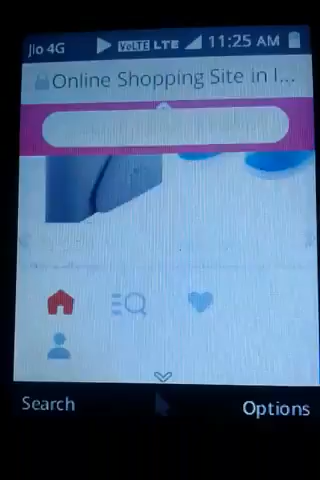 Jio 4G VoLTE LTE 11:25 AM
Online Shopping Site in I...
Search Options